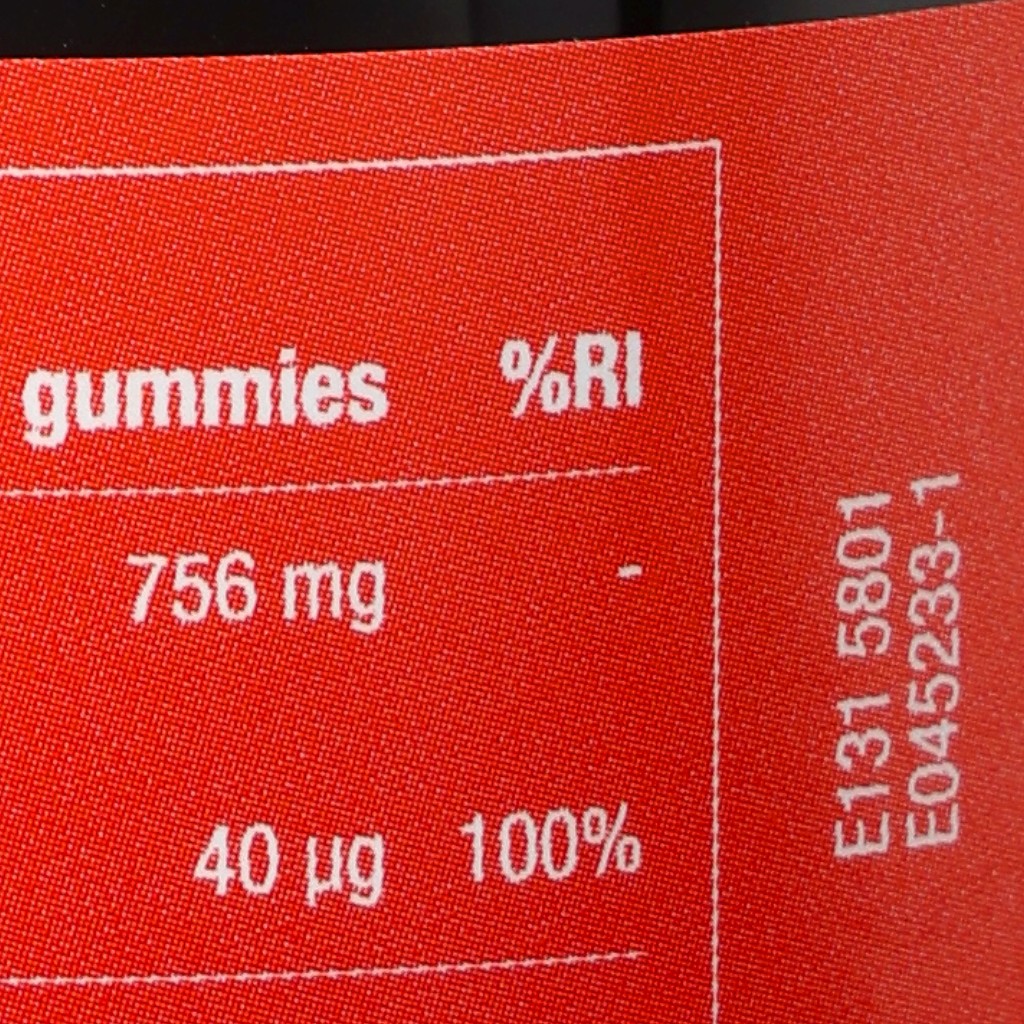 gummies %RI
756 mg -
40 µg 100%
E131 5801
E045233-1